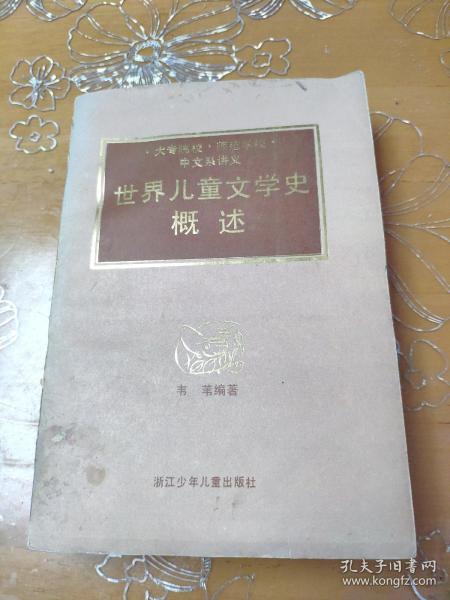 ·大专院校·师范学校·
中文系讲义
世界儿童文学史
概述
韦 苇编著
浙江少年儿童出版社
孔夫子旧书网
www.kongfz.com